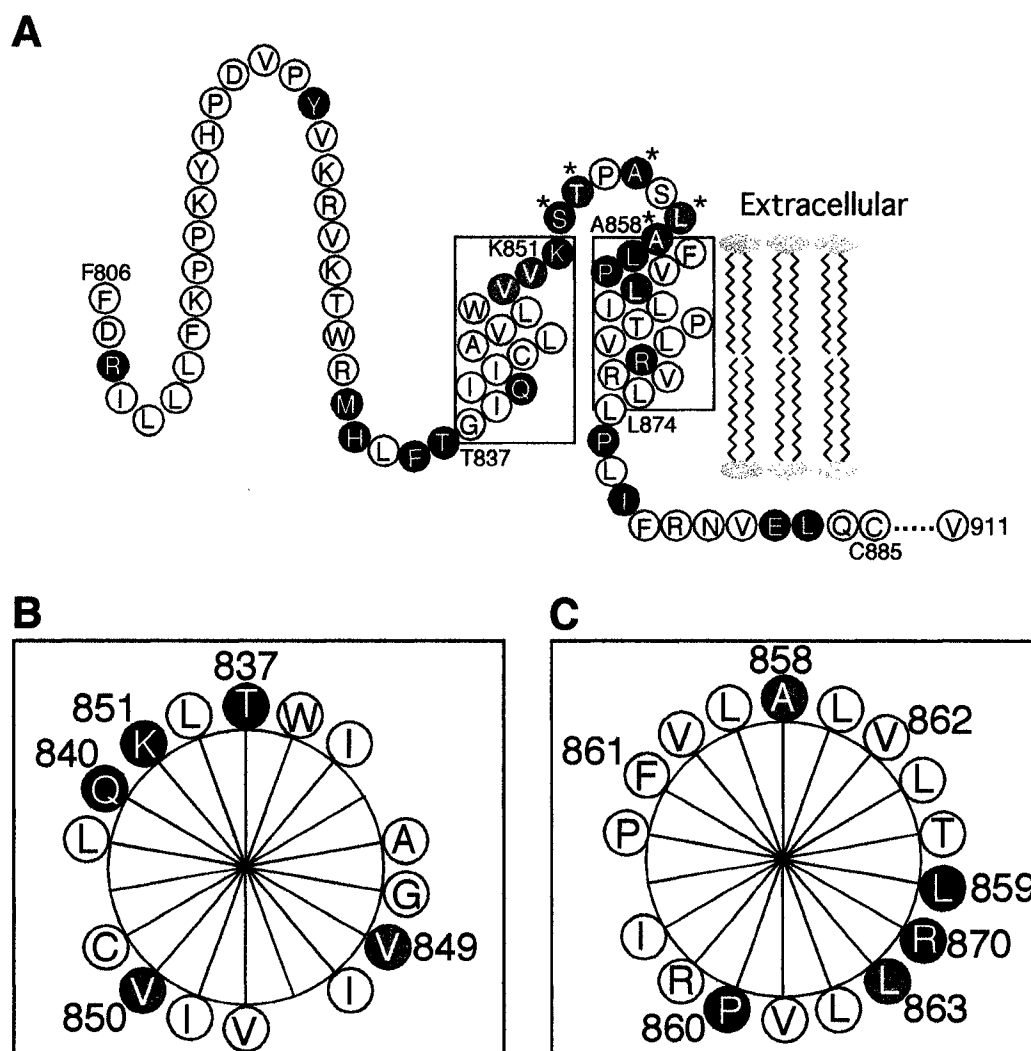 A
F806
F D R I L L L F K P P K Y H P D V P Y V K R V K T W R M H L F T
T837
G I Q
I I C L
A V L
W V V K
K851
*S *T P A* S L*
A858
*A F
P L V
I L L
V T L P
R R V
L L
L874
P L I F R N V E L Q C ..... V 911
C885
Extracellular
B
837
T W I A G V 849
I V I V 850
C L Q 840
K 851
L
C
858
A L V 862
L T L 859
R 870
L 863
L V P 860
R I P F 861
V L